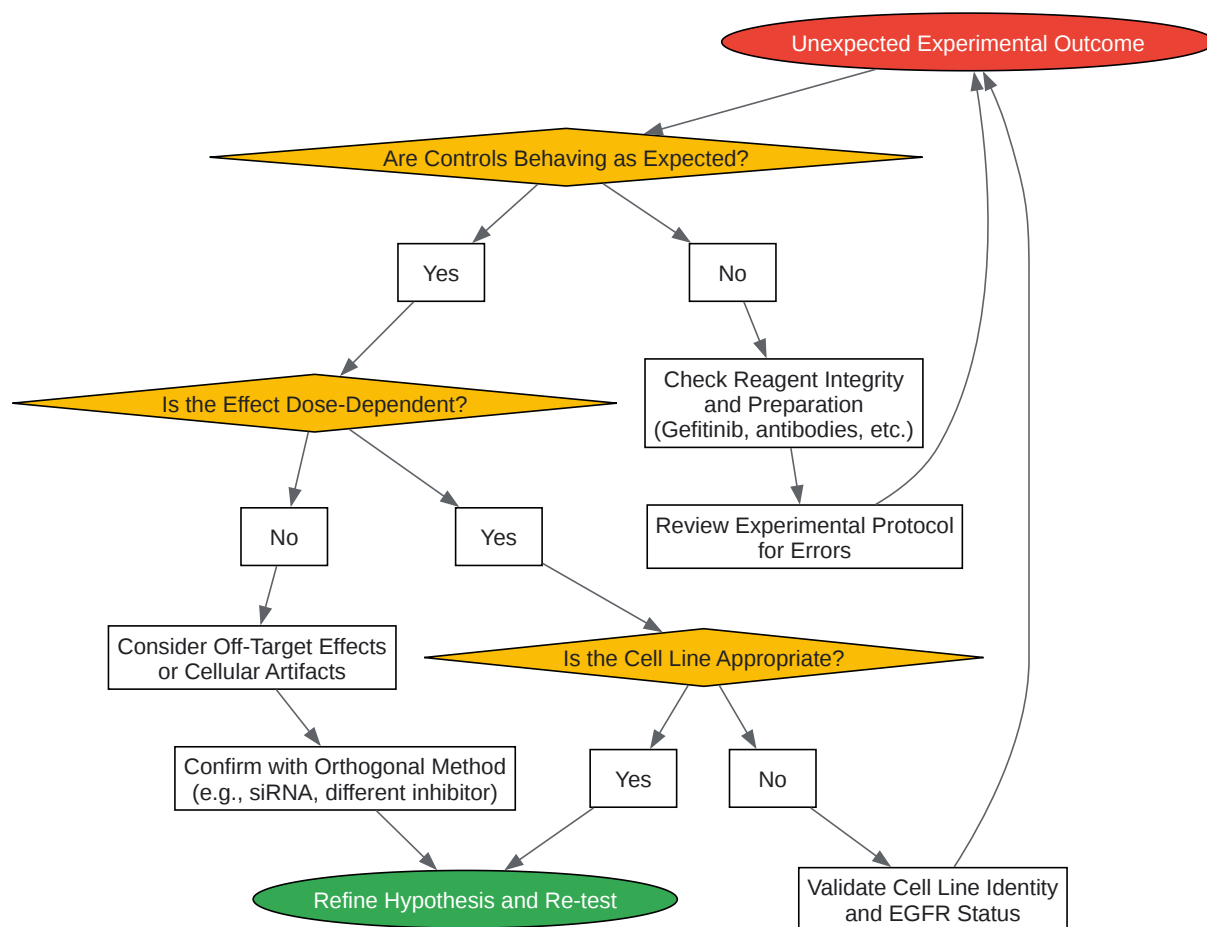 Unexpected Experimental Outcome
Are Controls Behaving as Expected?
Yes
No
Check Reagent Integrity
and Preparation
(Gefitinib, antibodies, etc.)
Is the Effect Dose-Dependent?
No
Yes
Review Experimental Protocol
for Errors
Consider Off-Target Effects
or Cellular Artifacts
Is the Cell Line Appropriate?
Confirm with Orthogonal Method
(e.g., siRNA, different inhibitor)
Yes
No
Refine Hypothesis and Re-test
Validate Cell Line Identity
and EGFR Status